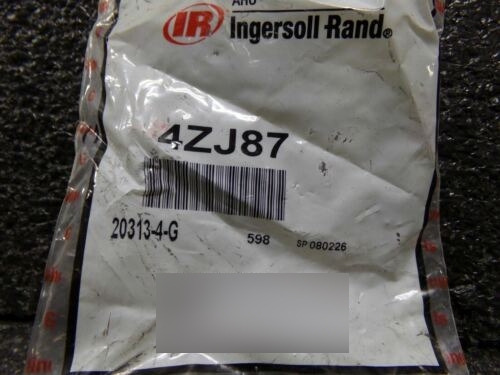 ARO
IR Ingersoll Rand®
4ZJ87
20313-4-G 598 SP 080226